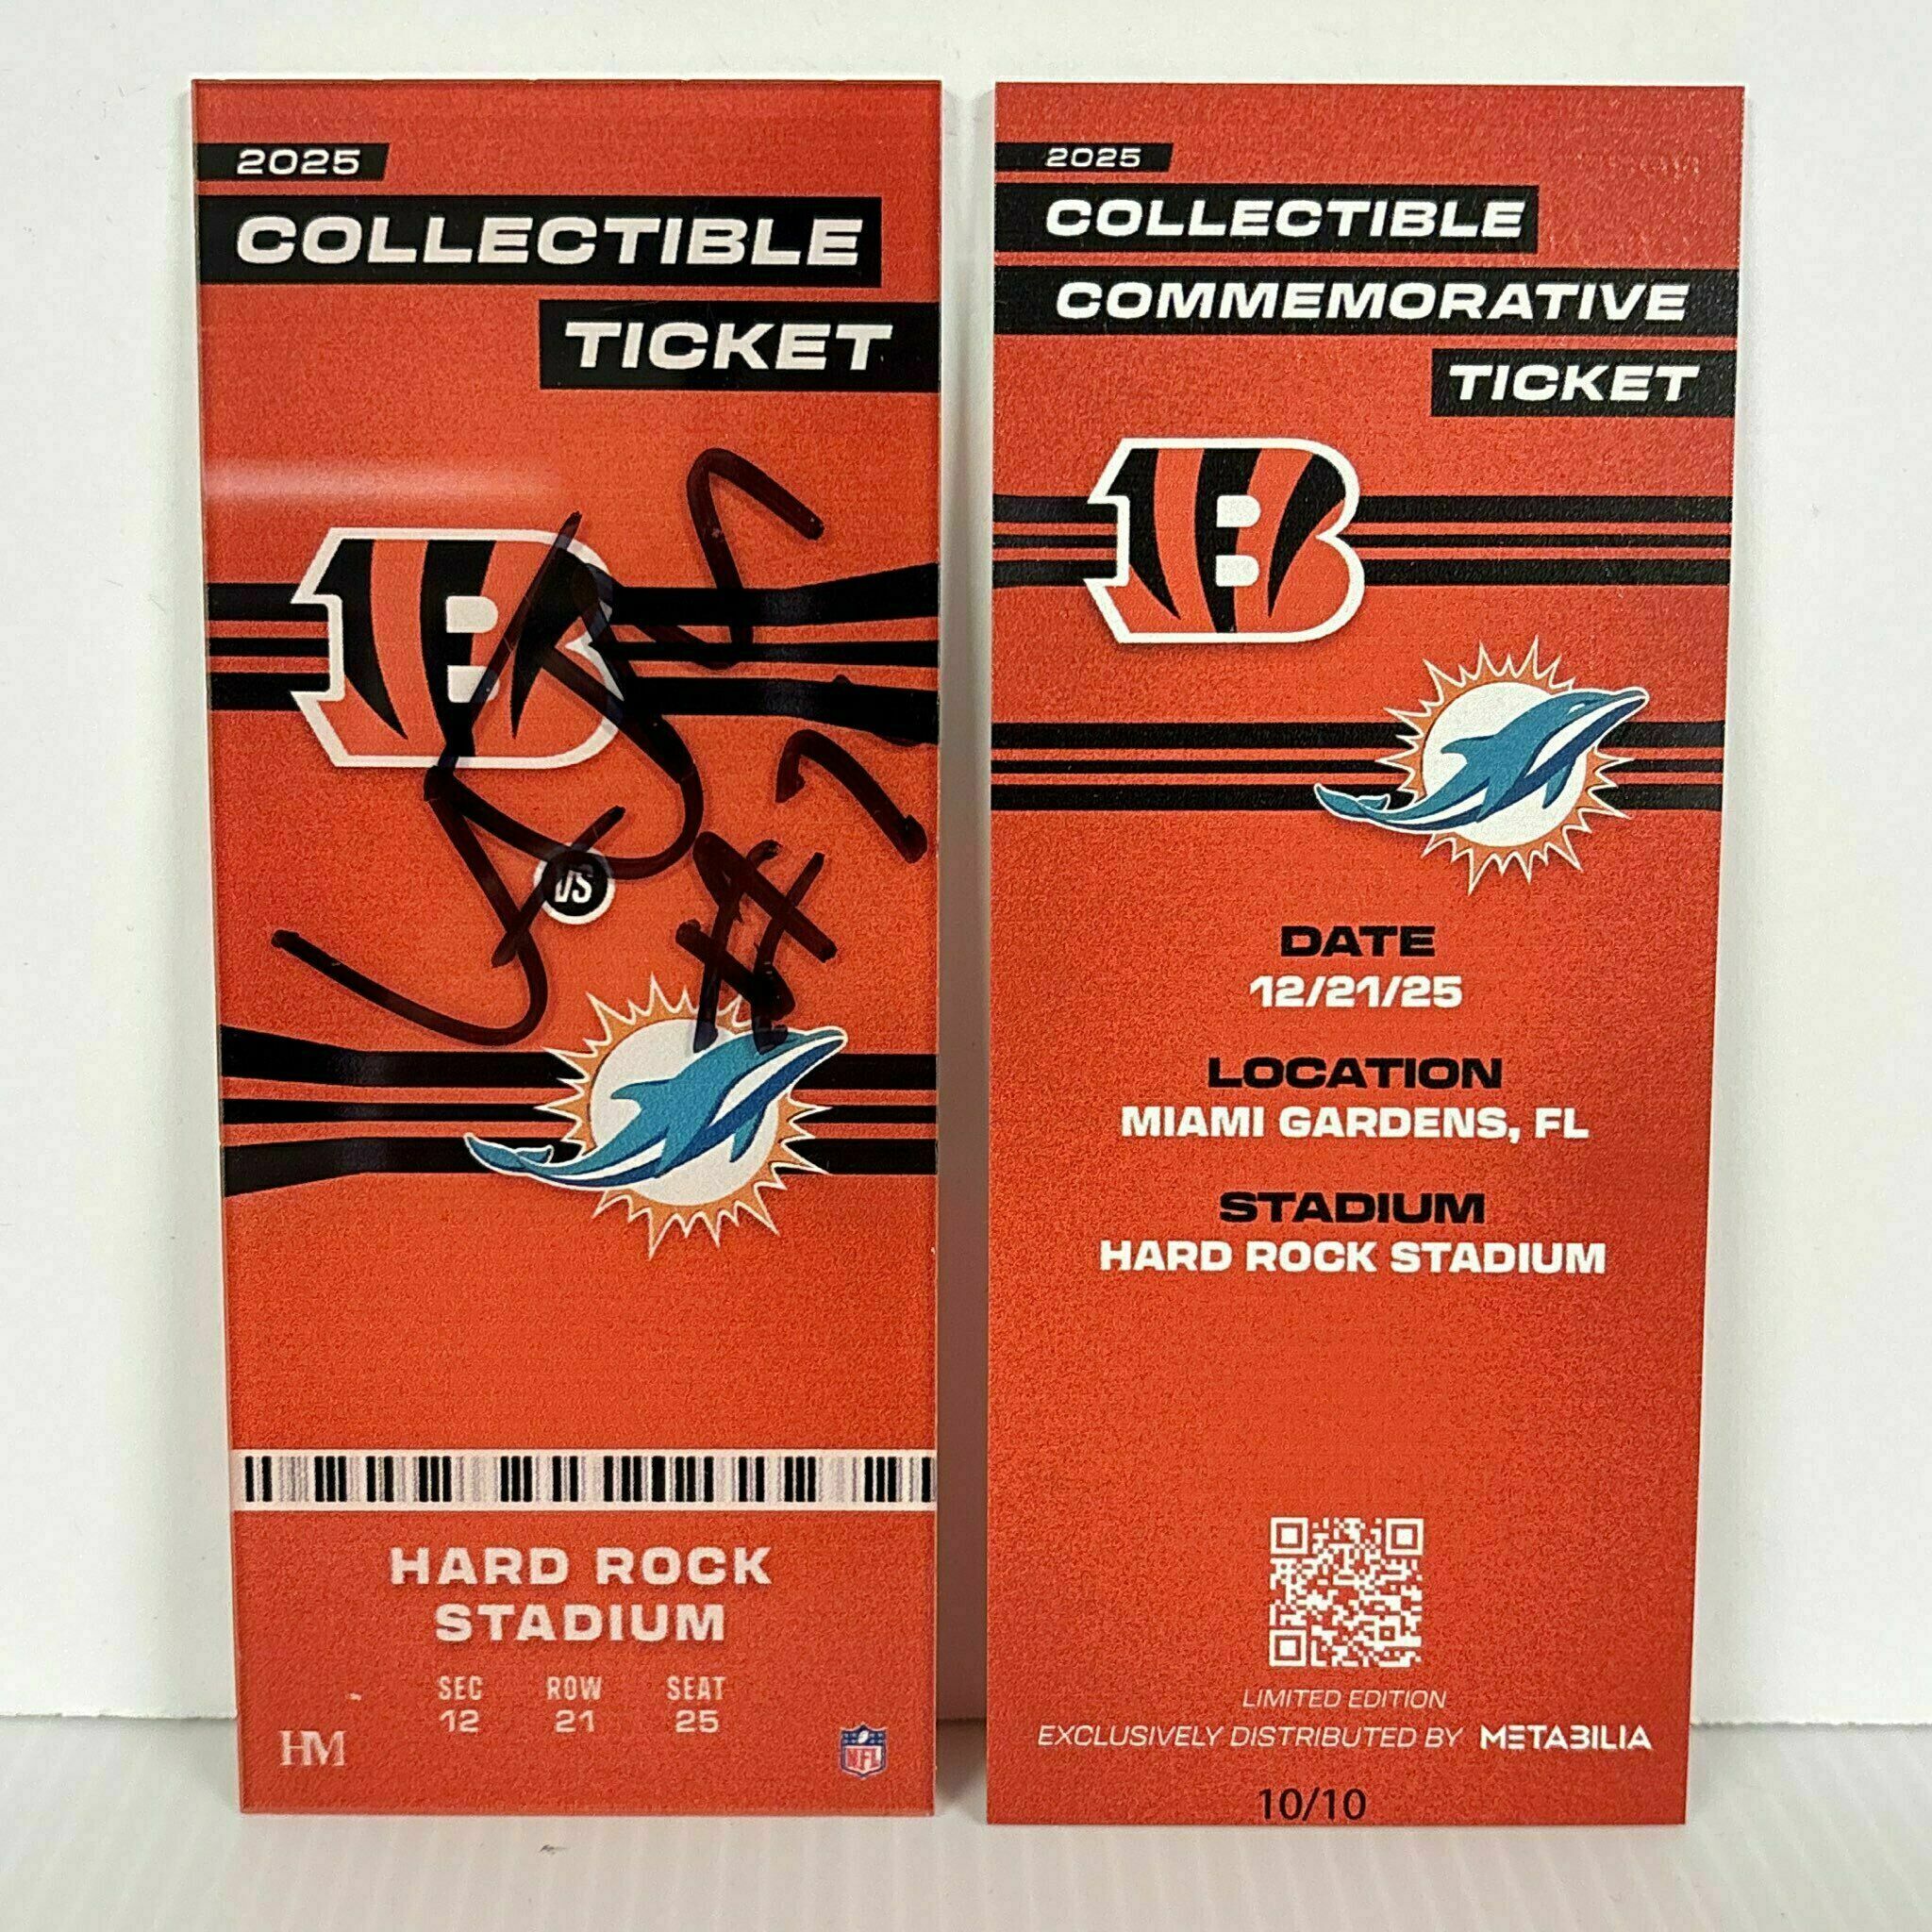 2025
COLLECTIBLE
TICKET
VS
HARD ROCK
STADIUM
SEC ROW SEAT
12 21 25
HM
NFL
2025
COLLECTIBLE
COMMEMORATIVE
TICKET
DATE
12/21/25
LOCATION
MIAMI GARDENS, FL
STADIUM
HARD ROCK STADIUM
LIMITED EDITION
EXCLUSIVELY DISTRIBUTED BY METABILIA
10/10